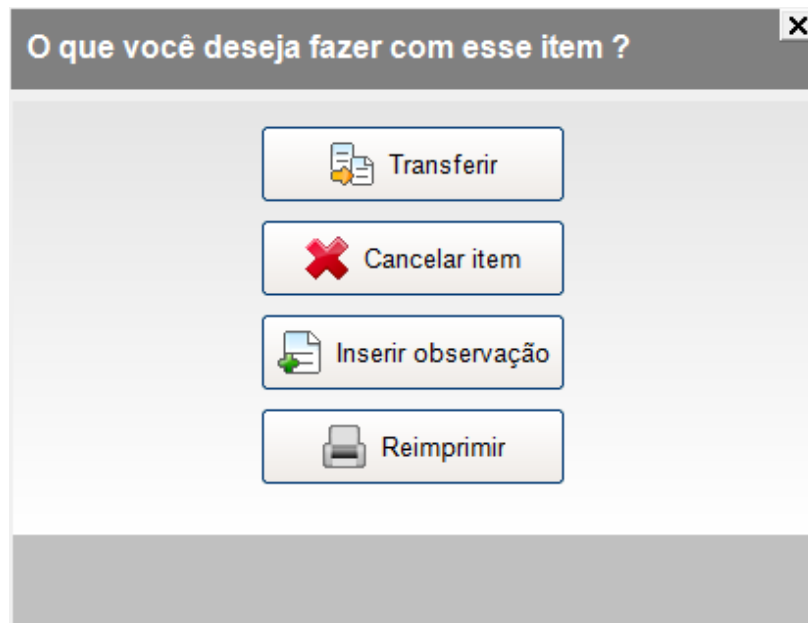 O que você deseja fazer com esse item ?
Transferir
Cancelar item
Inserir observação
Reimprimir